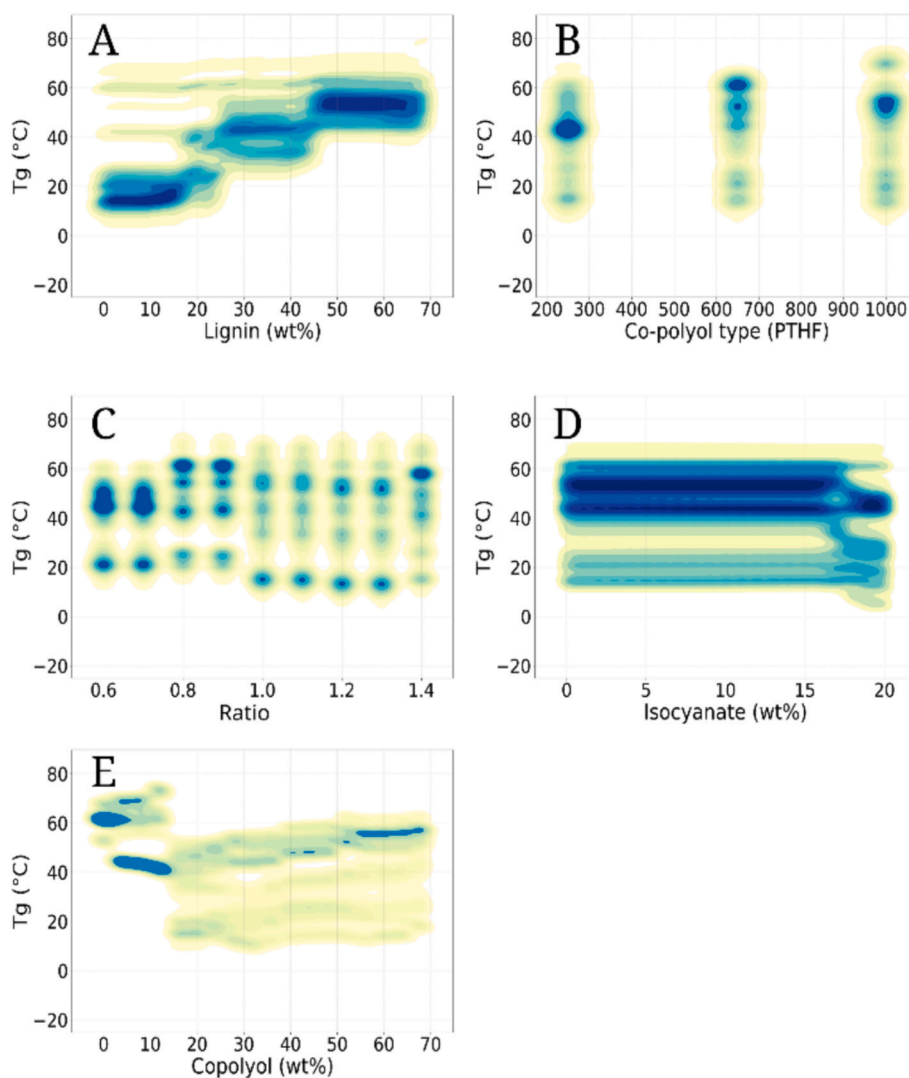 A
B
80
60
40
20
0
−20
Tg (°C)
0 10 20 30 40 50 60 70
Lignin (wt%)
80
60
40
20
0
−20
Tg (°C)
200 300 400 500 600 700 800 900 1000
Co-polyol type (PTHF)
C
D
80
60
40
20
0
−20
Tg (°C)
0.6 0.8 1.0 1.2 1.4
Ratio
80
60
40
20
0
−20
Tg (°C)
0 5 10 15 20
Isocyanate (wt%)
E
80
60
40
20
0
−20
Tg (°C)
0 10 20 30 40 50 60 70
Copolyol (wt%)